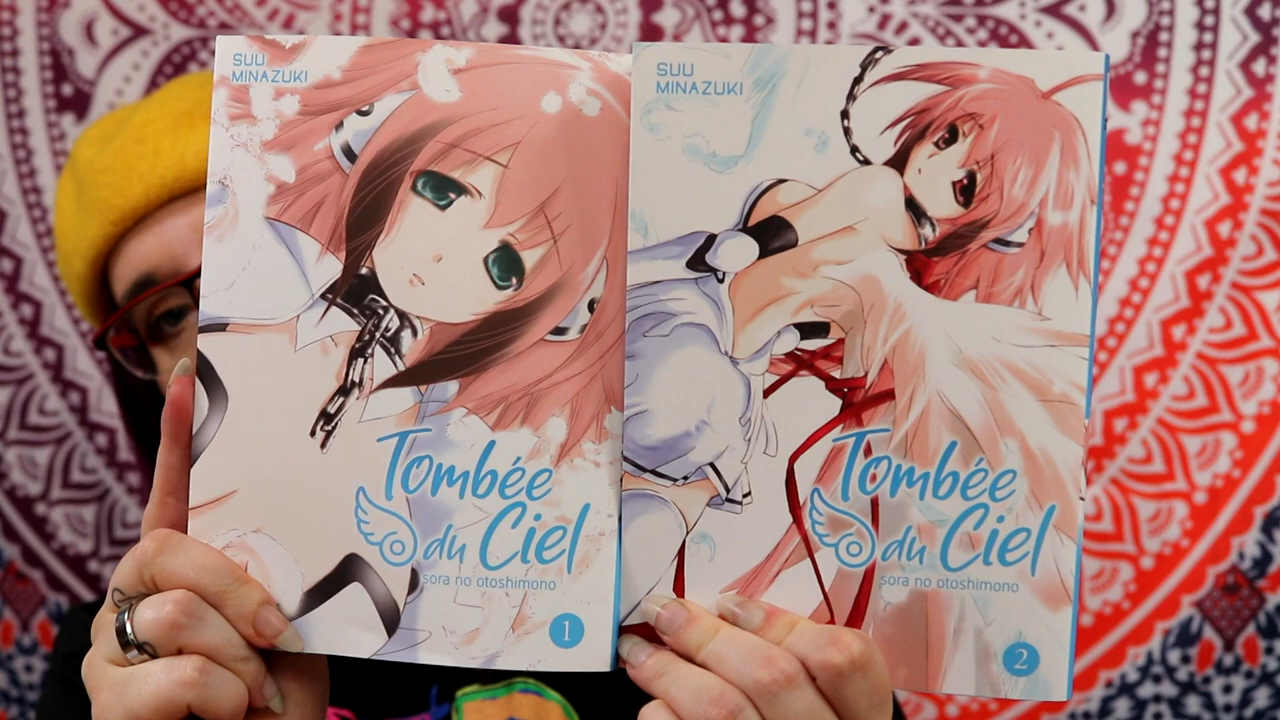 SUU
MINAZUKI
Tombée
du Ciel
sora no otoshimono
1
SUU
MINAZUKI
Tombée
du Ciel
sora no otoshimono
2